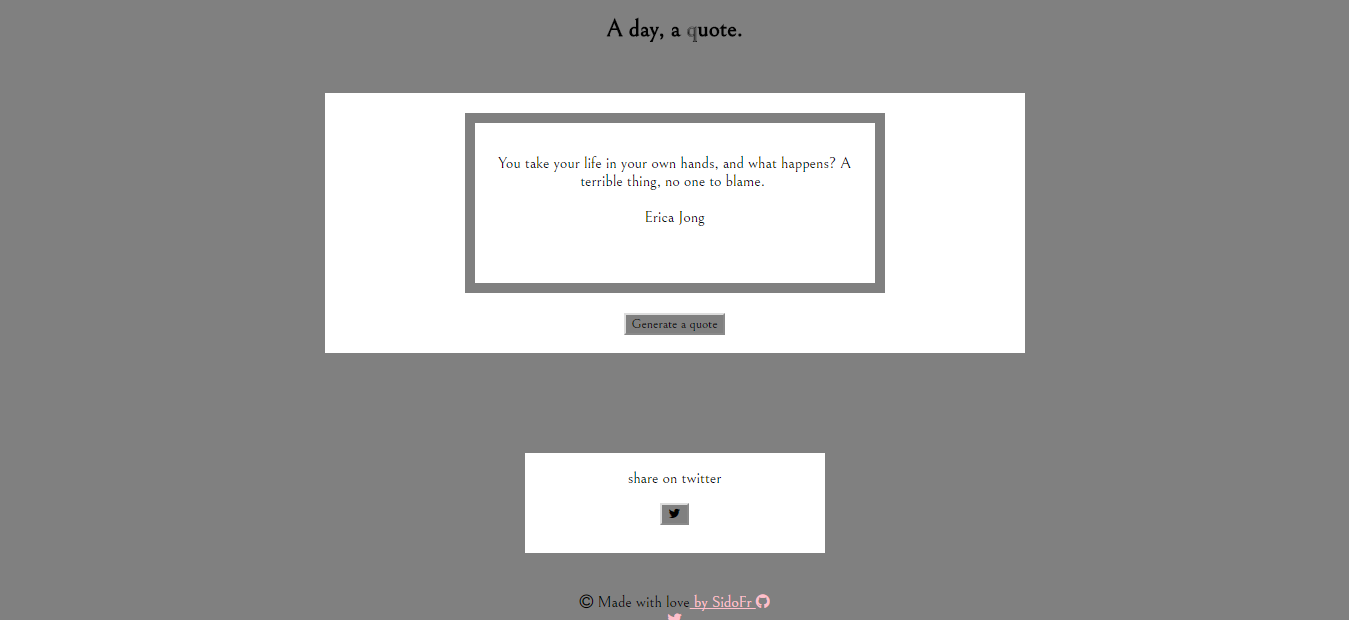 A day, a quote.
You take your life in your own hands, and what happens? A
terrible thing, no one to blame.
Erica Jong
Generate a quote
share on twitter
© Made with love by SidoFr